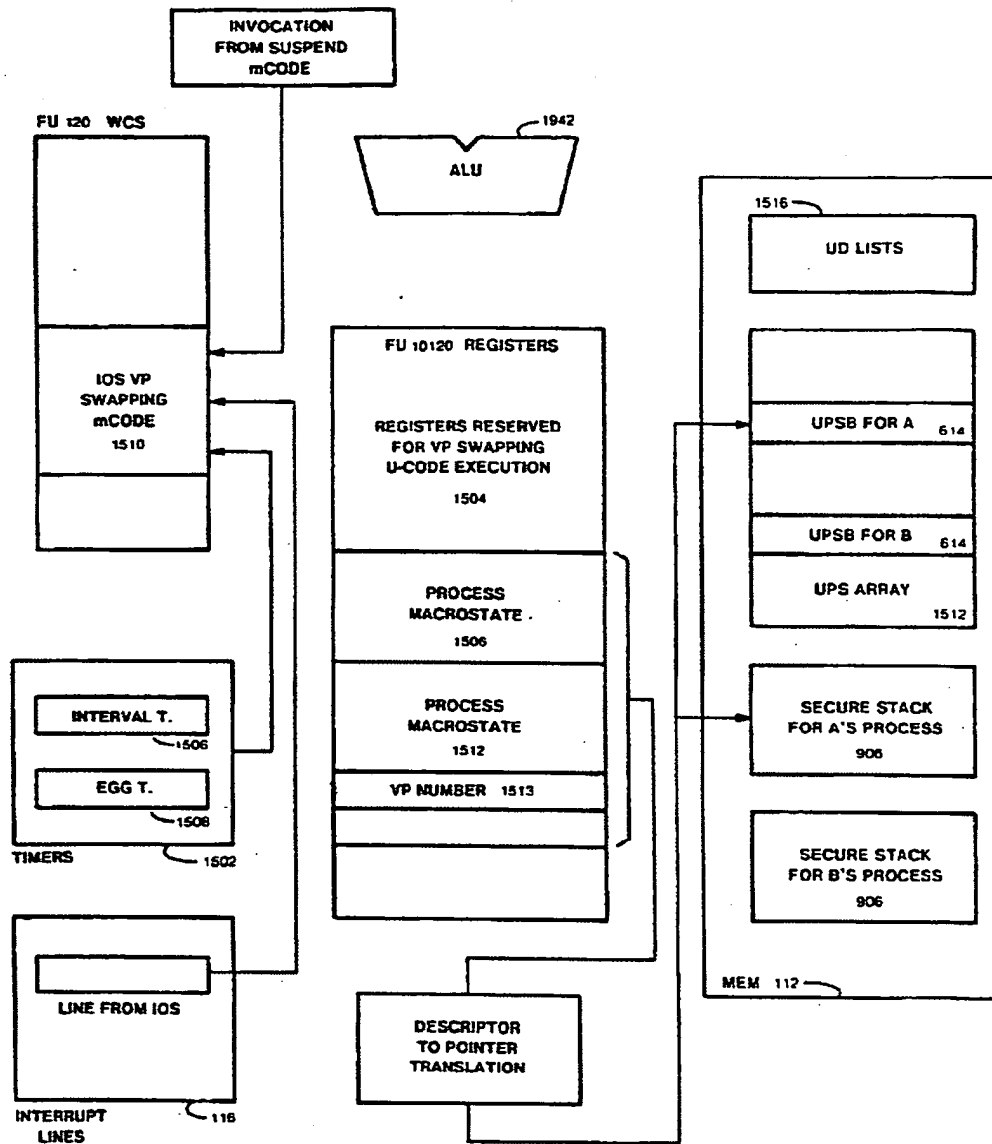 INVOCATION
FROM SUSPEND
mCODE
FU 120 WCS
1942
ALU
1516
UD LISTS
FU 10120 REGISTERS
IOS VP
SWAPPING
mCODE
1510
REGISTERS RESERVED
FOR VP SWAPPING
U-CODE EXECUTION
1504
UPSB FOR A 614
UPSB FOR B 614
UPS ARRAY
1512
PROCESS
MACROSTATE
1506
PROCESS
MACROSTATE
1512
VP NUMBER 1513
INTERVAL T.
1506
EGG T.
1508
TIMERS
1502
SECURE STACK
FOR A'S PROCESS
906
SECURE STACK
FOR B'S PROCESS
906
MEM 112
LINE FROM IOS
INTERRUPT
LINES
116
DESCRIPTOR
TO POINTER
TRANSLATION